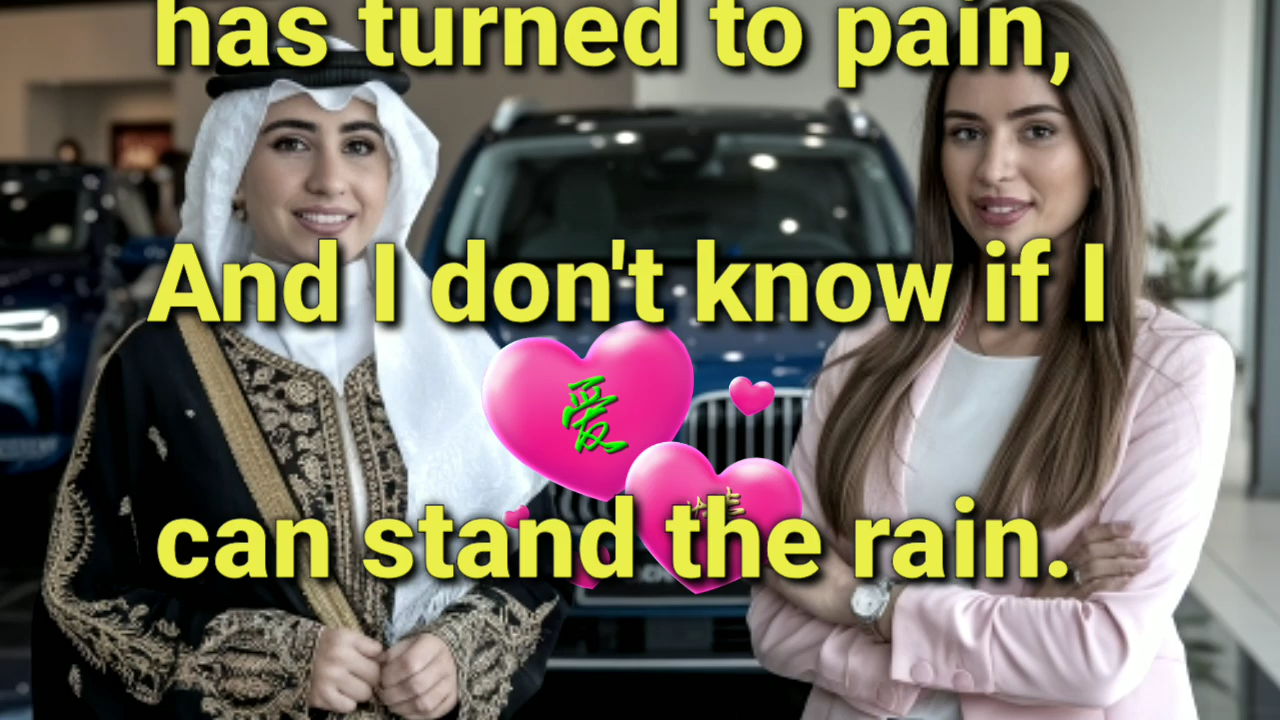 has turned to pain,
And I don't know if I
爱
can stand the rain.